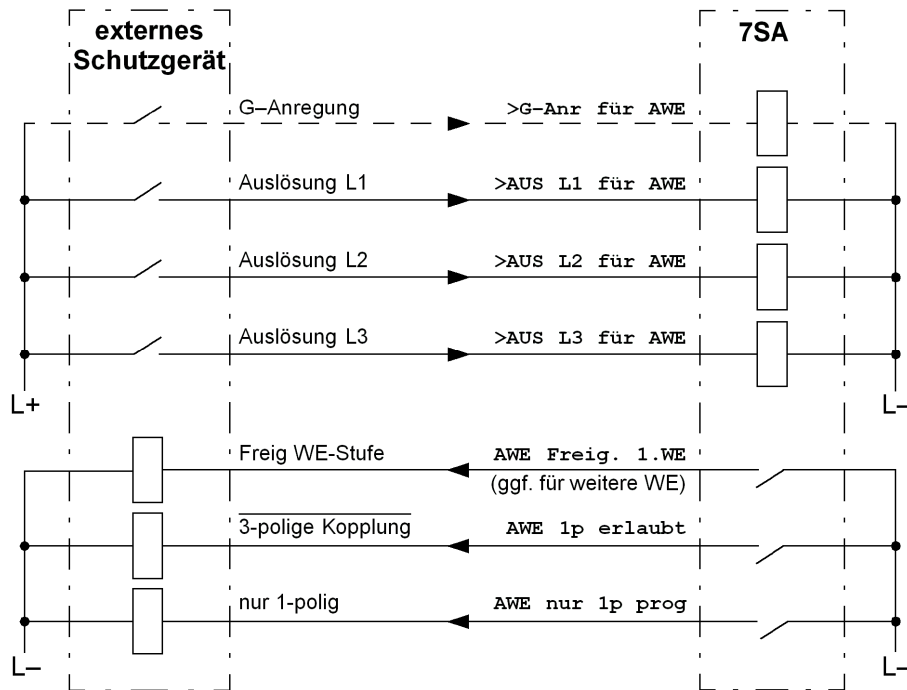 externes
Schutzgerät
7SA
G–Anregung >G–Anr für AWE
Auslösung L1 >AUS L1 für AWE
Auslösung L2 >AUS L2 für AWE
Auslösung L3 >AUS L3 für AWE
L+ L–
Freig WE-Stufe AWE Freig. 1.WE
(ggf. für weitere WE)
3-polige Kopplung AWE 1p erlaubt
nur 1-polig AWE nur 1p prog
L– L–